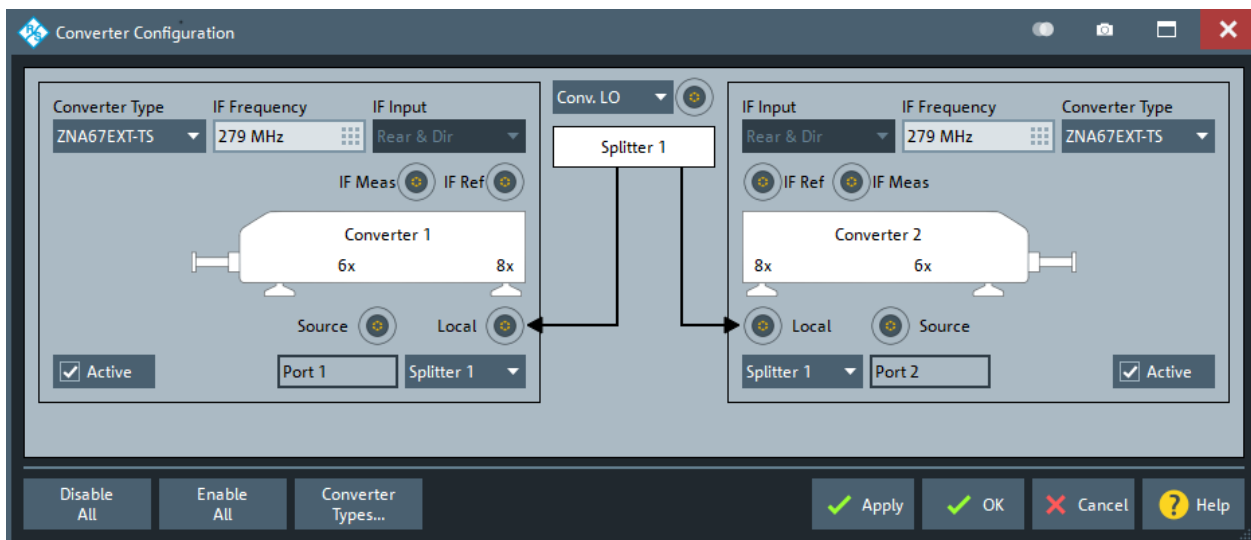 R&S Converter Configuration
Converter Type IF Frequency IF Input
ZNA67EXT-TS 279 MHz Rear & Dir
IF Meas IF Ref
Converter 1
6x 8x
Source Local
Active Port 1 Splitter 1
Conv. LO
Splitter 1
IF Input IF Frequency Converter Type
Rear & Dir 279 MHz ZNA67EXT-TS
IF Ref IF Meas
Converter 2
8x 6x
Local Source
Splitter 1 Port 2 Active
Disable All
Enable All
Converter Types...
Apply OK Cancel ? Help